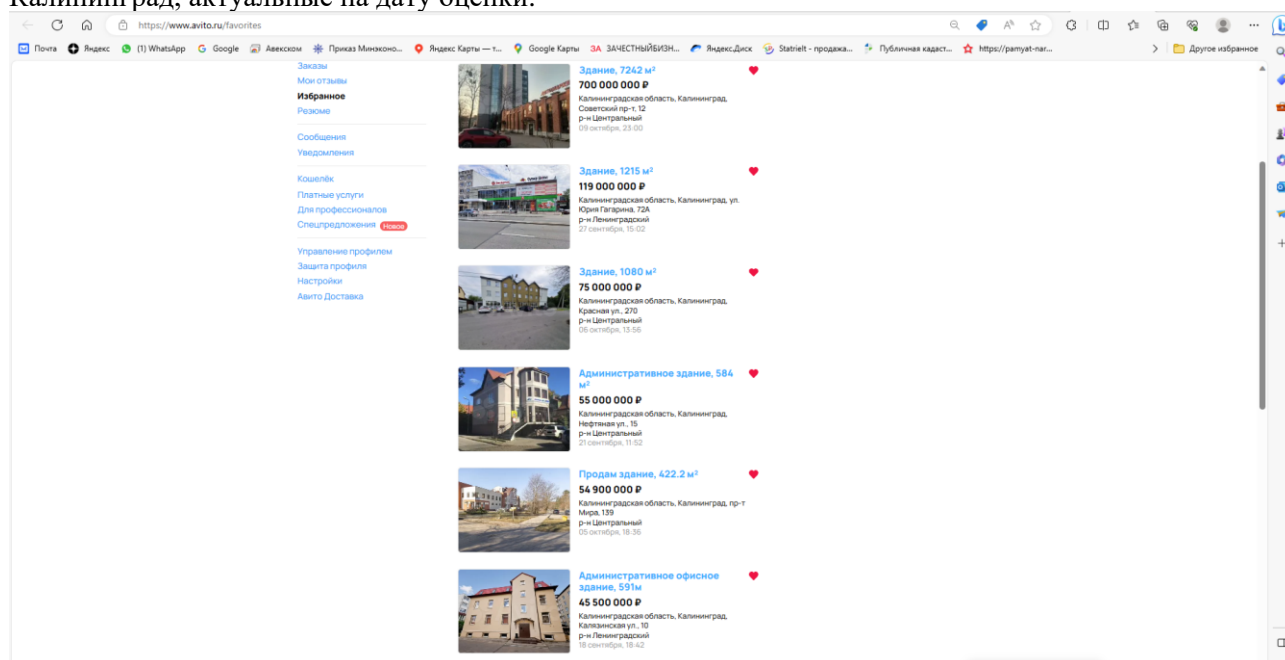 Калининград, актуальные на дату оценки:
https://www.avito.ru/favorites
Почта Яндекс (1) WhatsApp Google Авекском Приказ Минэконо... Яндекс Карты — т... Google Карты ЗА ЗАЧЕСТНЫЙБИЗН... Яндекс.Диск Statrielt - продажа... Публичная кадаст... https://pamyat-nar... Другое избранное
Заказы
Мои отзывы
Избранное
Резюме
Сообщения
Уведомления
Кошелёк
Платные услуги
Для профессионалов
Спецпредложения Новое
Управление профилем
Защита профиля
Настройки
Авито Доставка
Здание, 7242 м²
700 000 000 ₽
Калининградская область, Калининград,
Советский пр-т, 12
р-н Центральный
09 октября, 23:00
Здание, 1215 м²
119 000 000 ₽
Калининградская область, Калининград, ул.
Юрия Гагарина, 72А
р-н Ленинградский
27 сентября, 15:02
Здание, 1080 м²
75 000 000 ₽
Калининградская область, Калининград,
Красная ул., 270
р-н Центральный
06 октября, 13:56
Административное здание, 584
м²
55 000 000 ₽
Калининградская область, Калининград,
Нефтяная ул., 15
р-н Центральный
21 сентября, 11:52
Продам здание, 422.2 м²
54 900 000 ₽
Калининградская область, Калининград, пр-т
Мира, 139
р-н Центральный
05 октября, 18:36
Административное офисное
здание, 591м
45 500 000 ₽
Калининградская область, Калининград,
Калязинская ул., 10
р-н Ленинградский
18 сентября, 18:42